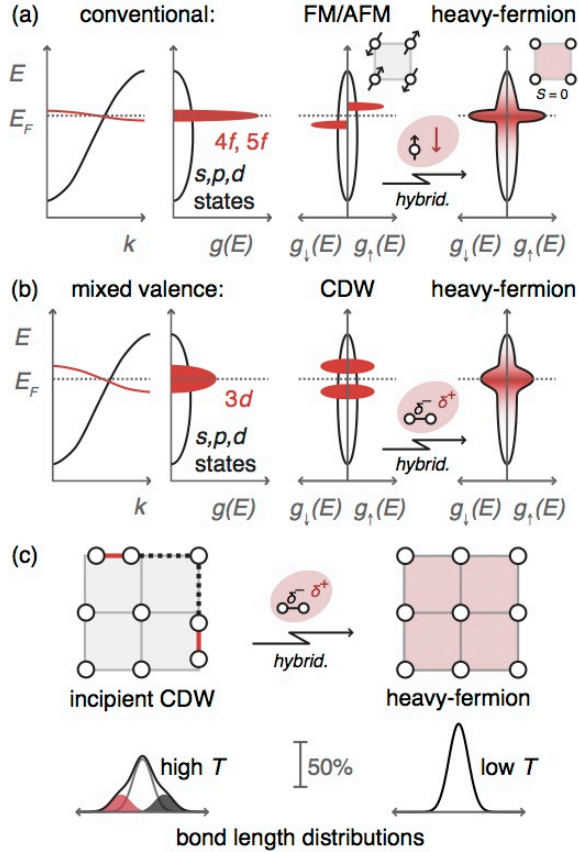 (a) conventional: FM/AFM heavy-fermion
E
S = 0
E_F
4f, 5f
s,p,d
states
hybrid.
k g(E) g↓(E) g↑(E) g↓(E) g↑(E)
(b) mixed valence: CDW heavy-fermion
E
E_F
3d
δ⁻ δ⁺
s,p,d
states
hybrid.
k g(E) g↓(E) g↑(E) g↓(E) g↑(E)
(c)
δ⁻ δ⁺
hybrid.
incipient CDW heavy-fermion
high T 50% low T
bond length distributions